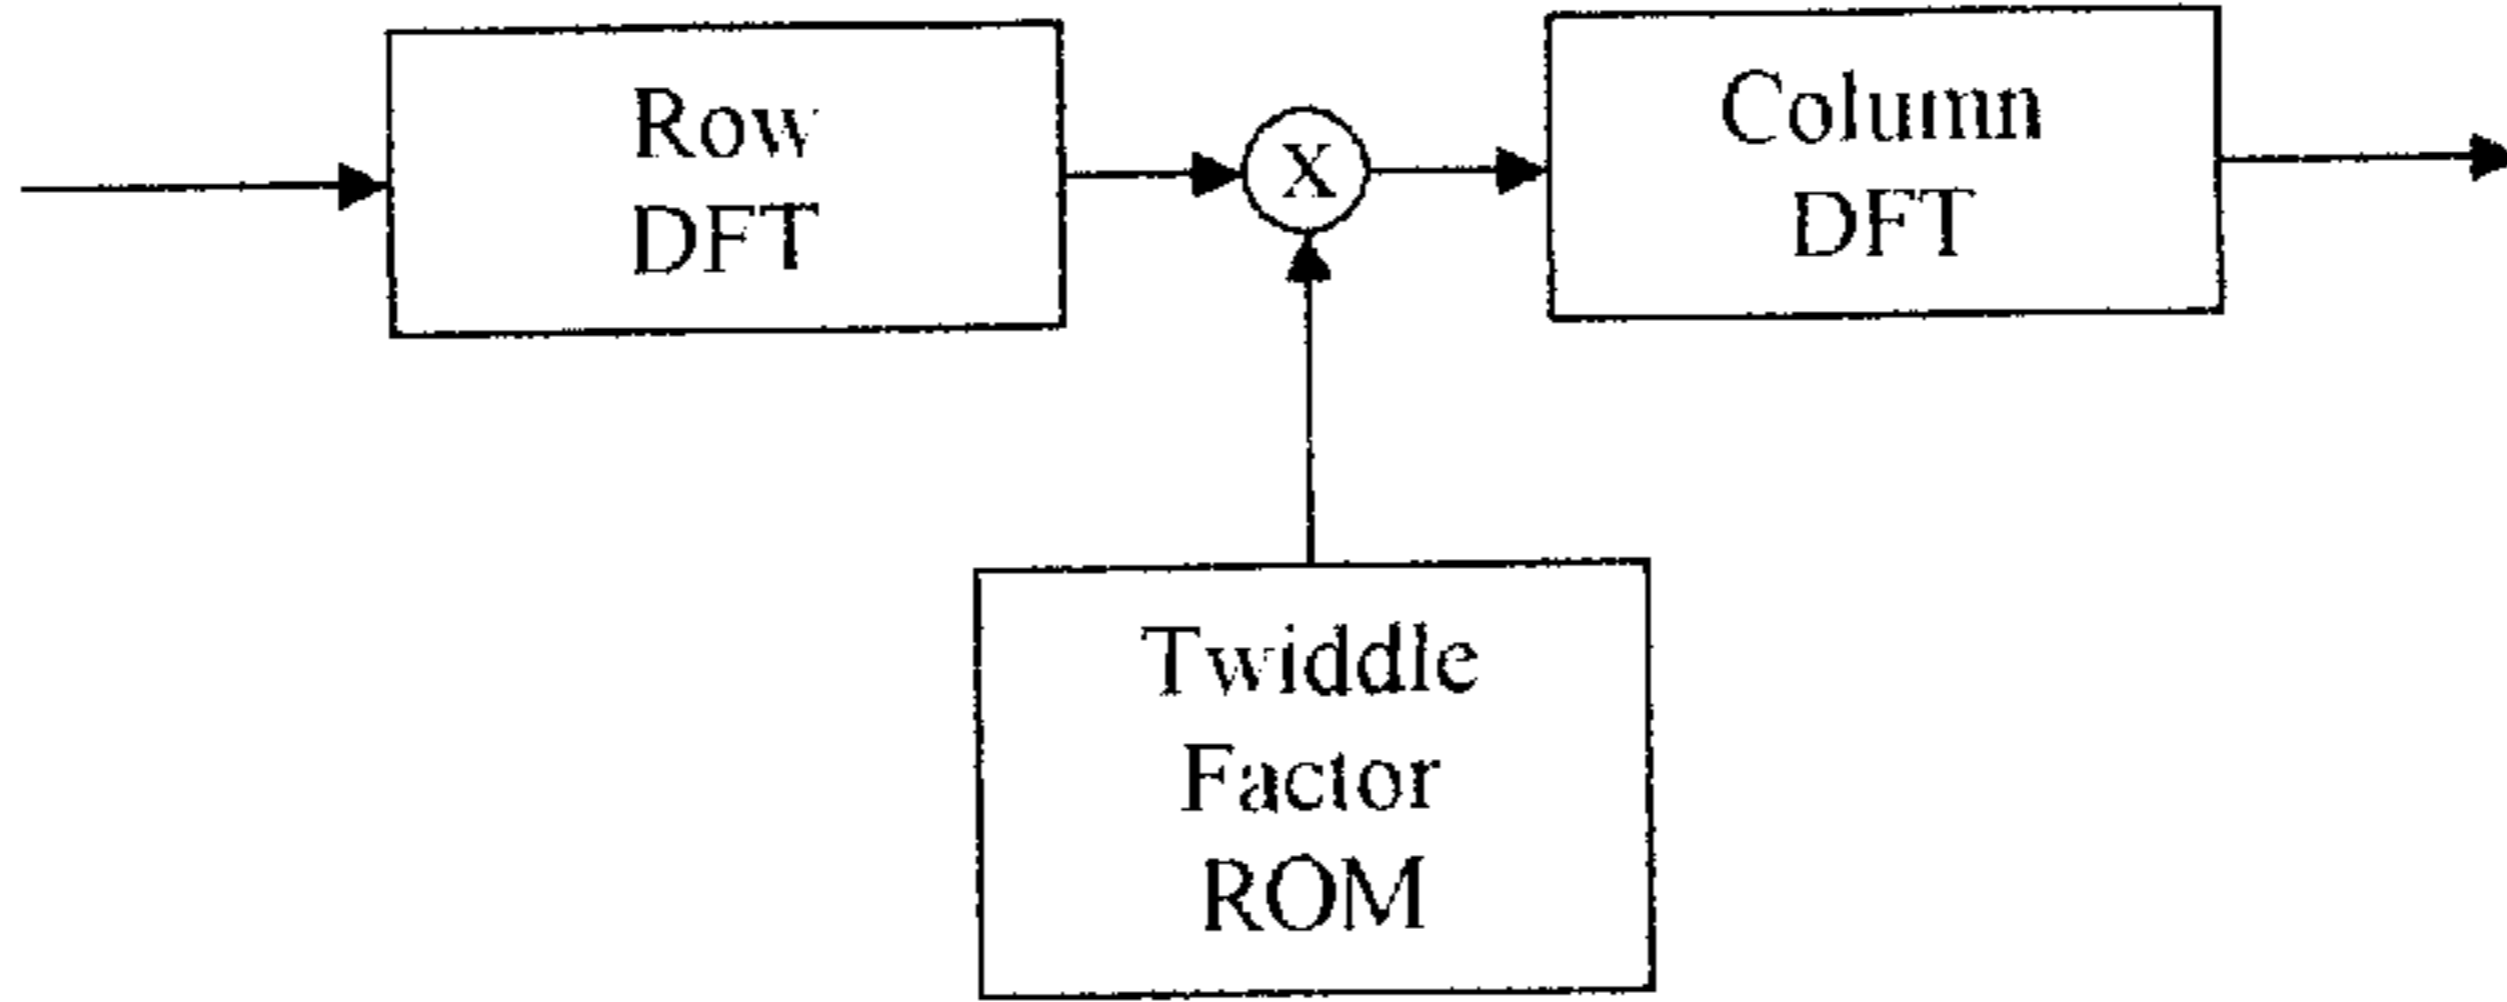 Row
DFT
X
Column
DFT
Twiddle
Factor
ROM